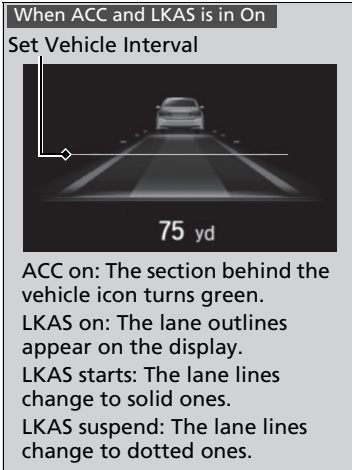 When ACC and LKAS is in On
Set Vehicle Interval
75 yd
ACC on: The section behind the
vehicle icon turns green.
LKAS on: The lane outlines
appear on the display.
LKAS starts: The lane lines
change to solid ones.
LKAS suspend: The lane lines
change to dotted ones.